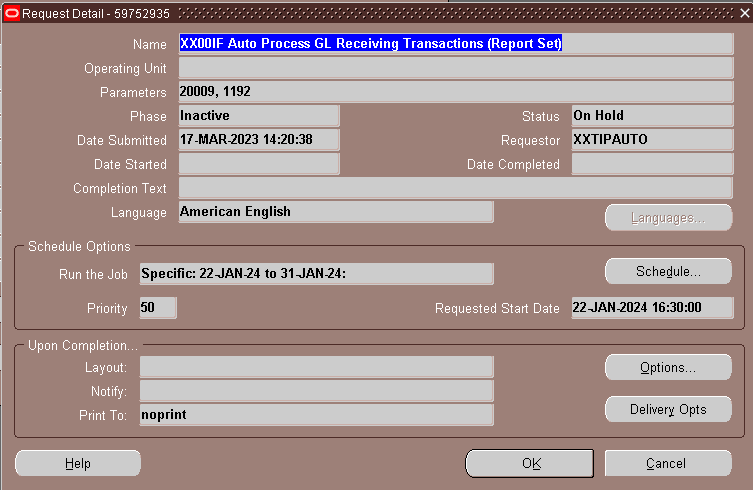 Request Detail - 59752935
Name XX00IF Auto Process GL Receiving Transactions (Report Set)
Operating Unit
Parameters 20009, 1192
Phase Inactive Status On Hold
Date Submitted 17-MAR-2023 14:20:38 Requestor XXTIPAUTO
Date Started Date Completed
Completion Text
Language American English Languages...
Schedule Options
Run the Job Specific: 22-JAN-24 to 31-JAN-24: Schedule...
Priority 50 Requested Start Date 22-JAN-2024 16:30:00
Upon Completion...
Layout: Options...
Notify:
Print To: noprint Delivery Opts
Help OK Cancel